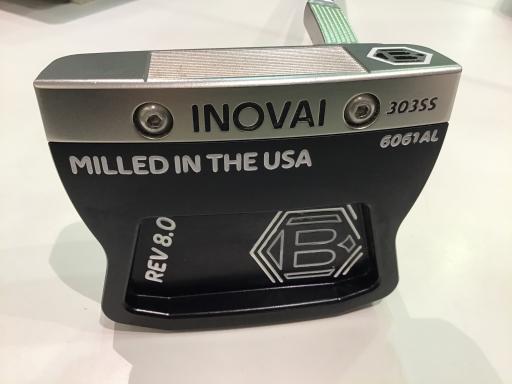 B
INOVAI 303SS
6061AL
MILLED IN THE USA
REV 8.0
B